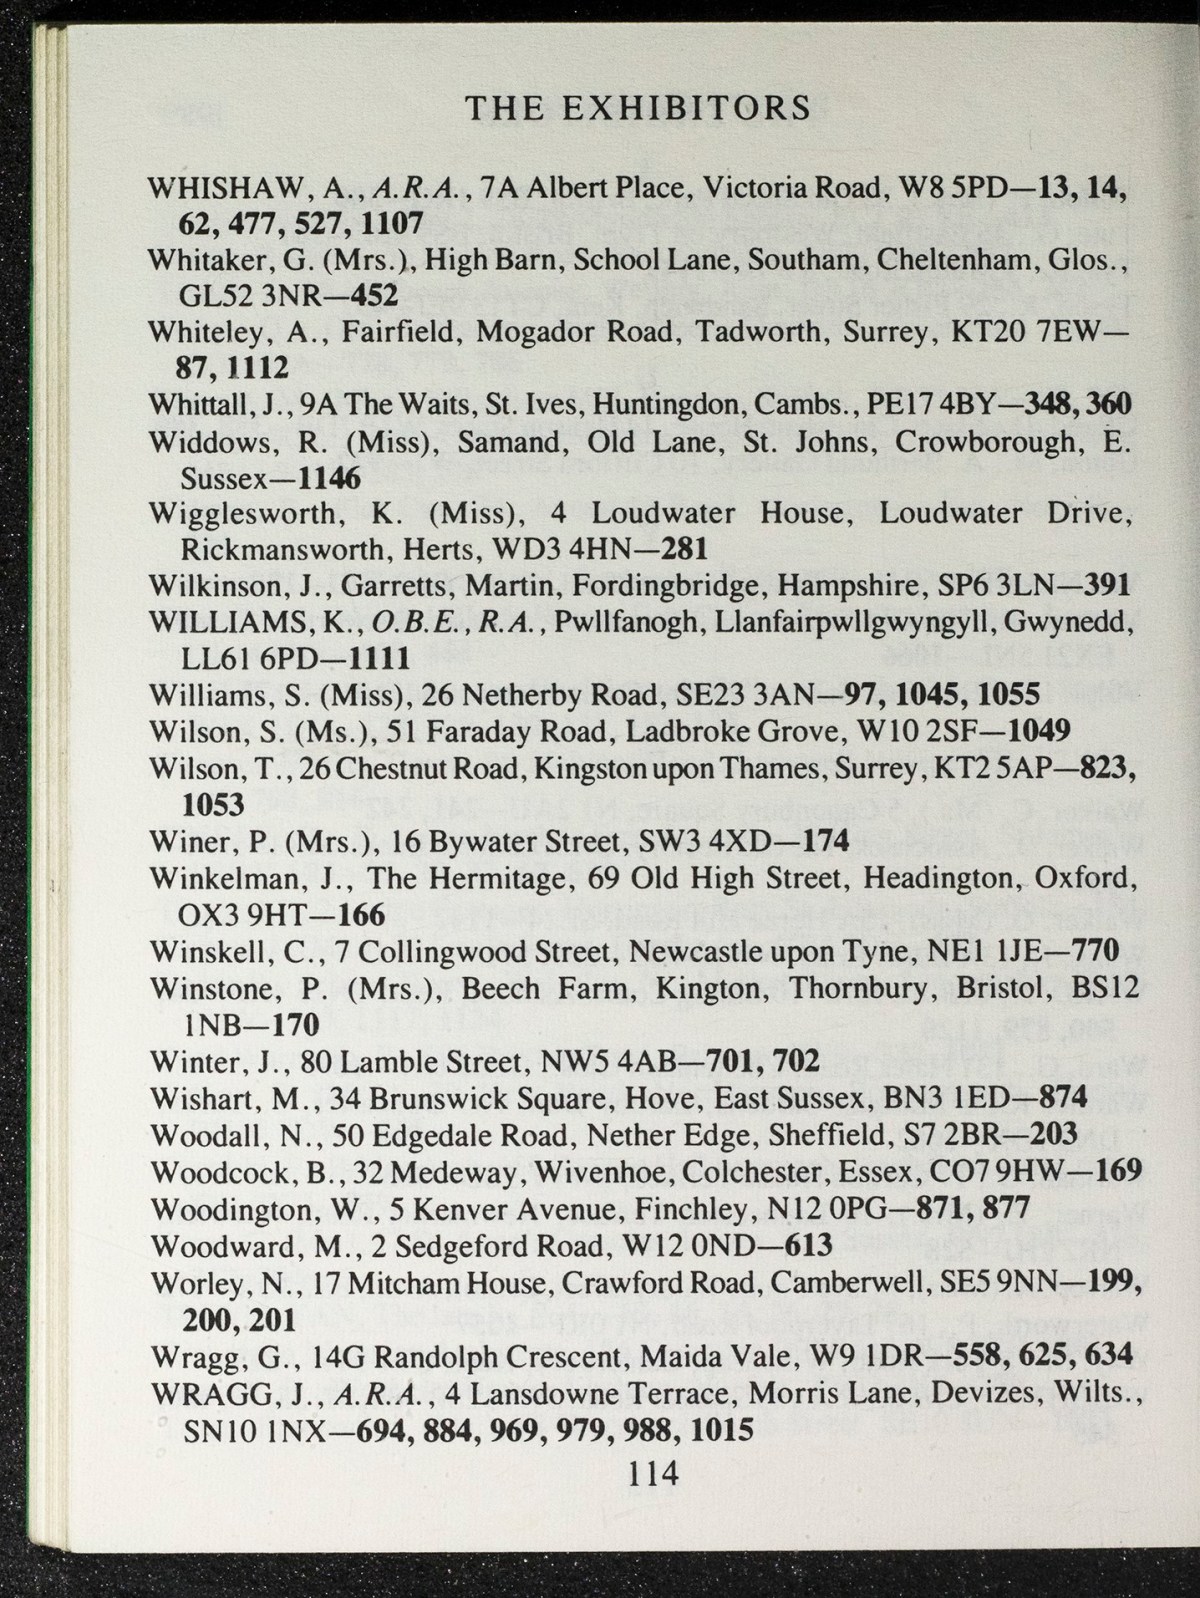 THE EXHIBITORS
WHISHAW, A., A.R.A., 7A Albert Place, Victoria Road, W8 5PD—13, 14,
62, 477, 527, 1107
Whitaker, G. (Mrs.), High Barn, School Lane, Southam, Cheltenham, Glos.,
GL52 3NR—452
Whiteley, A., Fairfield, Mogador Road, Tadworth, Surrey, KT20 7EW—
87, 1112
Whittall, J., 9A The Waits, St. Ives, Huntingdon, Cambs., PE17 4BY—348, 360
Widdows, R. (Miss), Samand, Old Lane, St. Johns, Crowborough, E.
Sussex—1146
Wigglesworth, K. (Miss), 4 Loudwater House, Loudwater Drive,
Rickmansworth, Herts, WD3 4HN—281
Wilkinson, J., Garretts, Martin, Fordingbridge, Hampshire, SP6 3LN—391
WILLIAMS, K., O.B.E., R.A., Pwllfanogh, Llanfairpwllgwyngyll, Gwynedd,
LL61 6PD—1111
Williams, S. (Miss), 26 Netherby Road, SE23 3AN—97, 1045, 1055
Wilson, S. (Ms.), 51 Faraday Road, Ladbroke Grove, W10 2SF—1049
Wilson, T., 26 Chestnut Road, Kingston upon Thames, Surrey, KT2 5AP—823,
1053
Winer, P. (Mrs.), 16 Bywater Street, SW3 4XD—174
Winkelman, J., The Hermitage, 69 Old High Street, Headington, Oxford,
OX3 9HT—166
Winskell, C., 7 Collingwood Street, Newcastle upon Tyne, NE1 1JE—770
Winstone, P. (Mrs.), Beech Farm, Kington, Thornbury, Bristol, BS12
1NB—170
Winter, J., 80 Lamble Street, NW5 4AB—701, 702
Wishart, M., 34 Brunswick Square, Hove, East Sussex, BN3 1ED—874
Woodall, N., 50 Edgedale Road, Nether Edge, Sheffield, S7 2BR—203
Woodcock, B., 32 Medeway, Wivenhoe, Colchester, Essex, CO7 9HW—169
Woodington, W., 5 Kenver Avenue, Finchley, N12 0PG—871, 877
Woodward, M., 2 Sedgeford Road, W12 0ND—613
Worley, N., 17 Mitcham House, Crawford Road, Camberwell, SE5 9NN—199,
200, 201
Wragg, G., 14G Randolph Crescent, Maida Vale, W9 1DR—558, 625, 634
WRAGG, J., A.R.A., 4 Lansdowne Terrace, Morris Lane, Devizes, Wilts.,
SN10 1NX—694, 884, 969, 979, 988, 1015
114